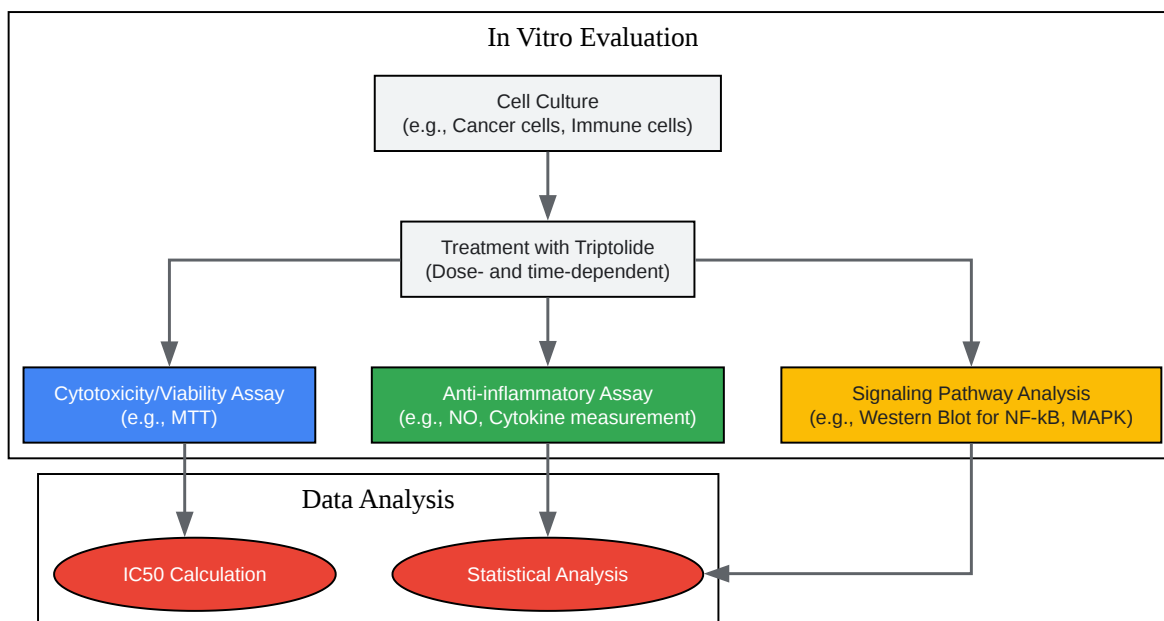 In Vitro Evaluation
Cell Culture
(e.g., Cancer cells, Immune cells)
Treatment with Triptolide
(Dose- and time-dependent)
Cytotoxicity/Viability Assay
(e.g., MTT)
Anti-inflammatory Assay
(e.g., NO, Cytokine measurement)
Signaling Pathway Analysis
(e.g., Western Blot for NF-kB, MAPK)
Data Analysis
IC50 Calculation
Statistical Analysis